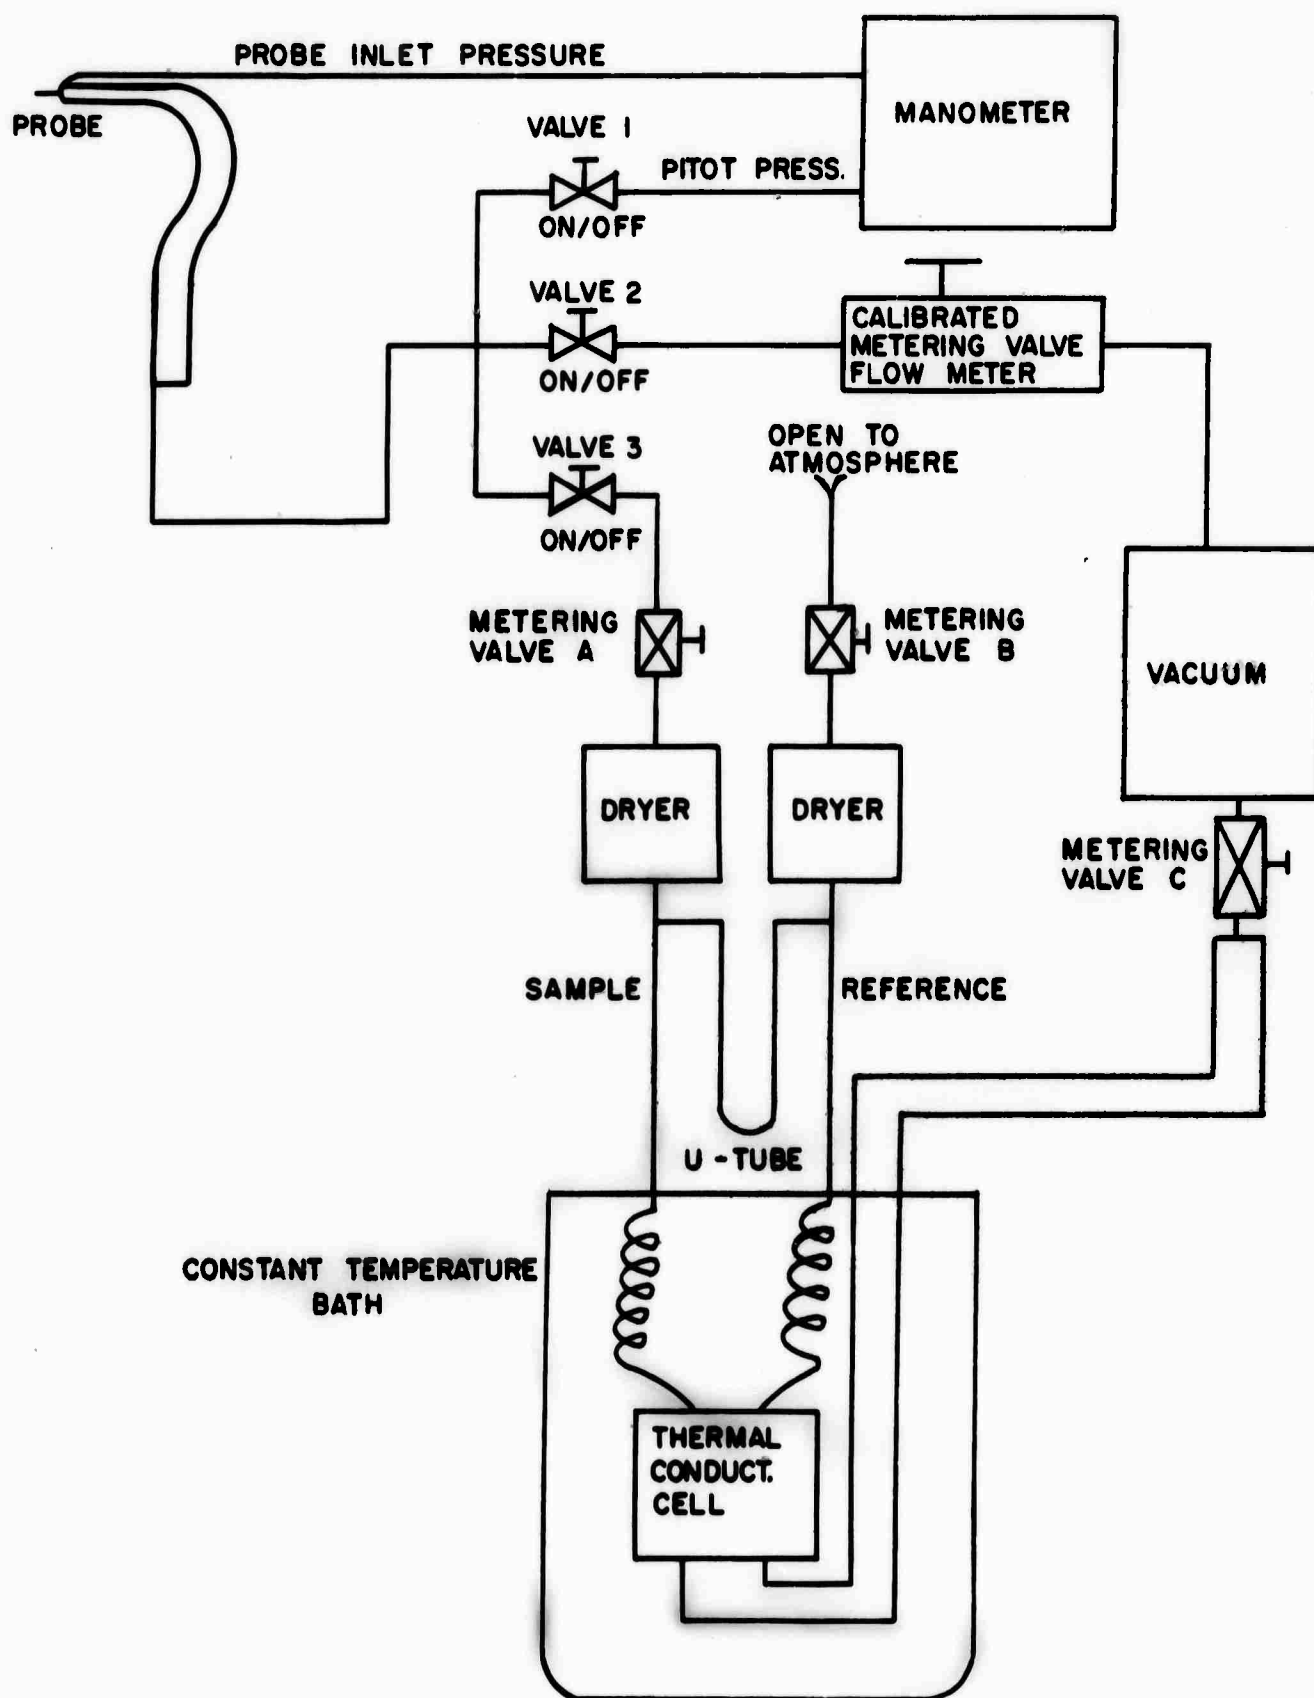 PROBE INLET PRESSURE
PROBE
MANOMETER
VALVE 1
PITOT PRESS.
ON/OFF
VALVE 2
ON/OFF
CALIBRATED
METERING VALVE
FLOW METER
VALVE 3
ON/OFF
OPEN TO
ATMOSPHERE
METERING
VALVE A
METERING
VALVE B
VACUUM
DRYER
DRYER
METERING
VALVE C
SAMPLE
REFERENCE
U-TUBE
CONSTANT TEMPERATURE
BATH
THERMAL
CONDUCT.
CELL